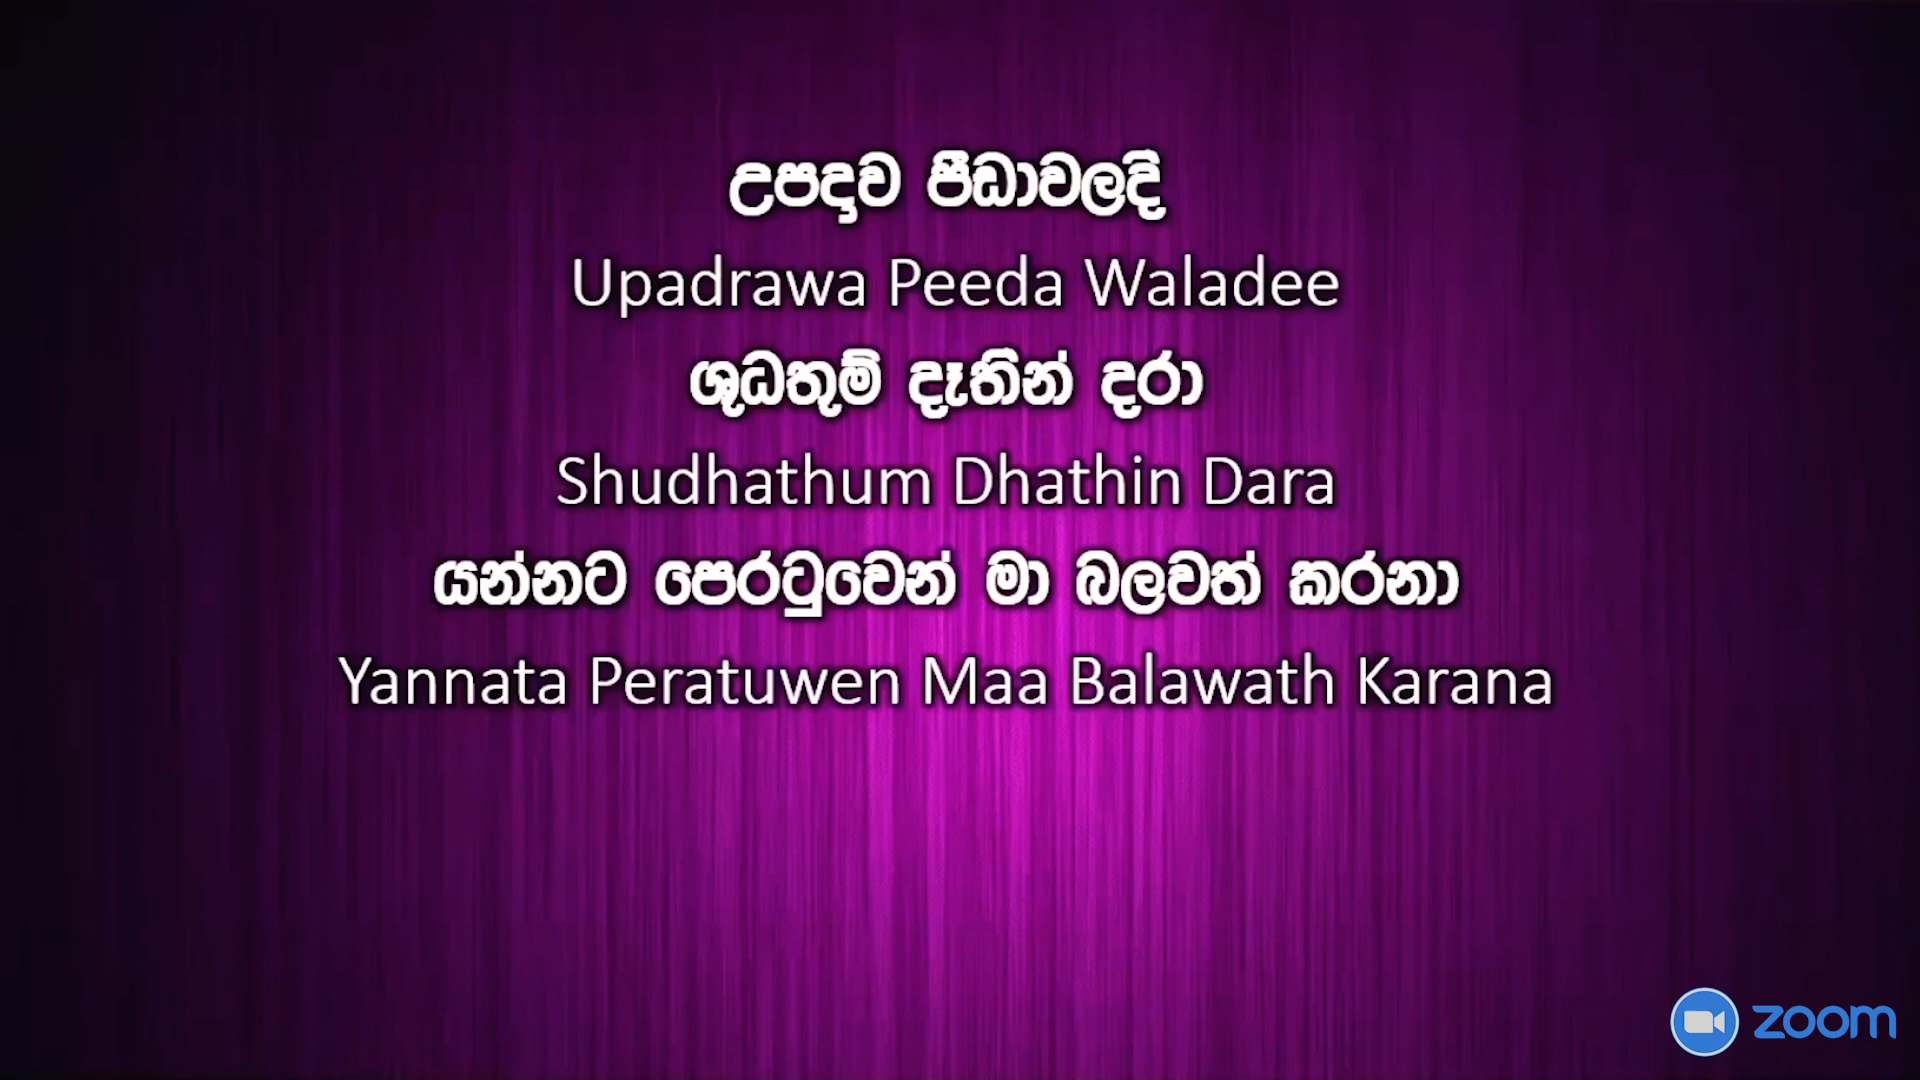 උපද්‍රව පීඩාවලදි
Upadrawa Peeda Waladee
ශුධතුම් දෑතින් දරා
Shudhathum Dhathin Dara
යන්නට පෙරටුවෙන් මා බලවත් කරනා
Yannata Peratuwen Maa Balawath Karana
zoom